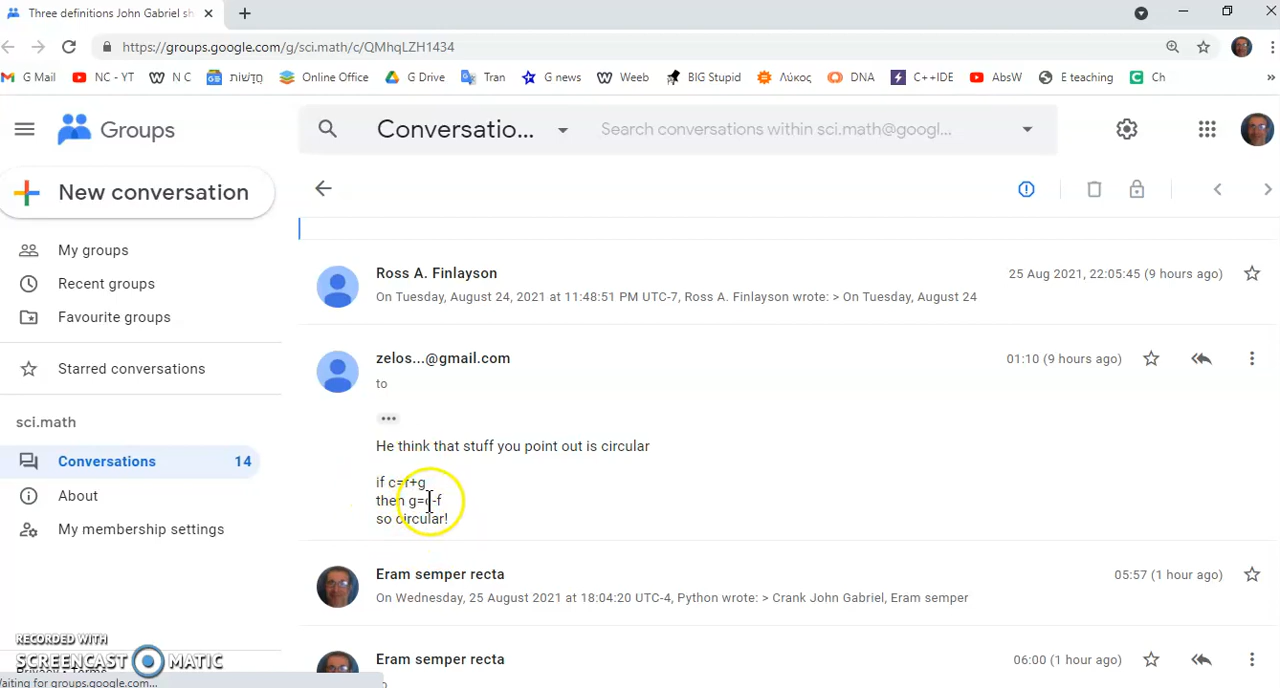 Three definitions John Gabriel sh
https://groups.google.com/g/sci.math/c/QMhqLZH1434
G Mail NC - YT N C חֲדָשׁוֹת Online Office G Drive Tran G news Weeb BIG Stupid Λύκος DNA C++IDE AbsW E teaching Ch »
Groups Conversatio... Search conversations within sci.math@googl...
New conversation
My groups
Recent groups
Favourite groups
Starred conversations
sci.math
Conversations 14
About
My membership settings
Ross A. Finlayson 25 Aug 2021, 22:05:45 (9 hours ago)
On Tuesday, August 24, 2021 at 11:48:51 PM UTC-7, Ross A. Finlayson wrote: > On Tuesday, August 24
zelos...@gmail.com 01:10 (9 hours ago)
to
•••
He think that stuff you point out is circular
if c=f+g
then g=c-f
so circular!
Eram semper recta 05:57 (1 hour ago)
On Wednesday, 25 August 2021 at 18:04:20 UTC-4, Python wrote: > Crank John Gabriel, Eram semper
Eram semper recta 06:00 (1 hour ago)
RECORDED WITH
SCREENCAST MATIC
Waiting for groups.google.com...